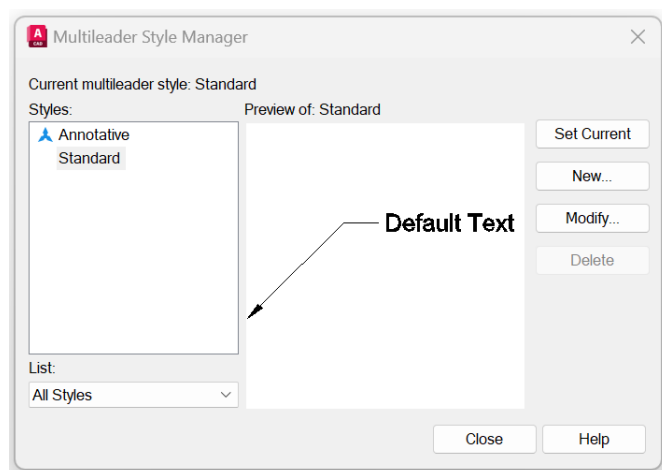 A CAD Multileader Style Manager
Current multileader style: Standard
Styles:
Preview of: Standard
Annotative
Standard
Default Text
Set Current
New...
Modify...
Delete
List:
All Styles
Close
Help